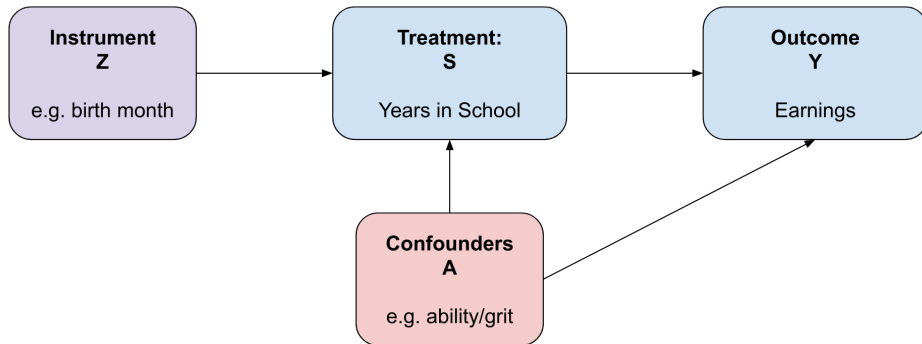 Instrument
Z
e.g. birth month
Treatment:
S
Years in School
Outcome
Y
Earnings
Confounders
A
e.g. ability/grit